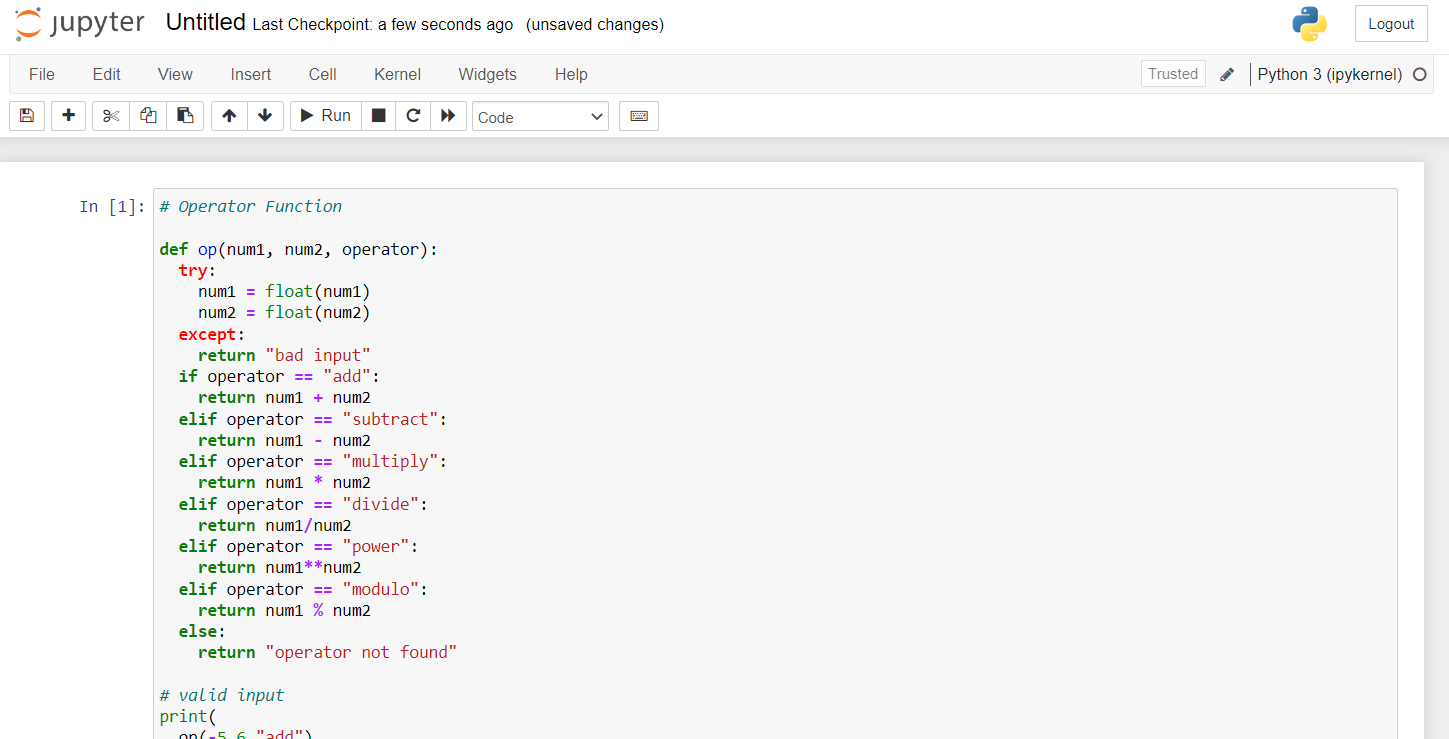 jupyter Untitled Last Checkpoint: a few seconds ago (unsaved changes) Logout
File Edit View Insert Cell Kernel Widgets Help Trusted Python 3 (ipykernel)
Run Code
In [1]: # Operator Function
def op(num1, num2, operator):
try:
num1 = float(num1)
num2 = float(num2)
except:
return "bad input"
if operator == "add":
return num1 + num2
elif operator == "subtract":
return num1 - num2
elif operator == "multiply":
return num1 * num2
elif operator == "divide":
return num1/num2
elif operator == "power":
return num1**num2
elif operator == "modulo":
return num1 % num2
else:
return "operator not found"
# valid input
print(
op(-5,6,"add")